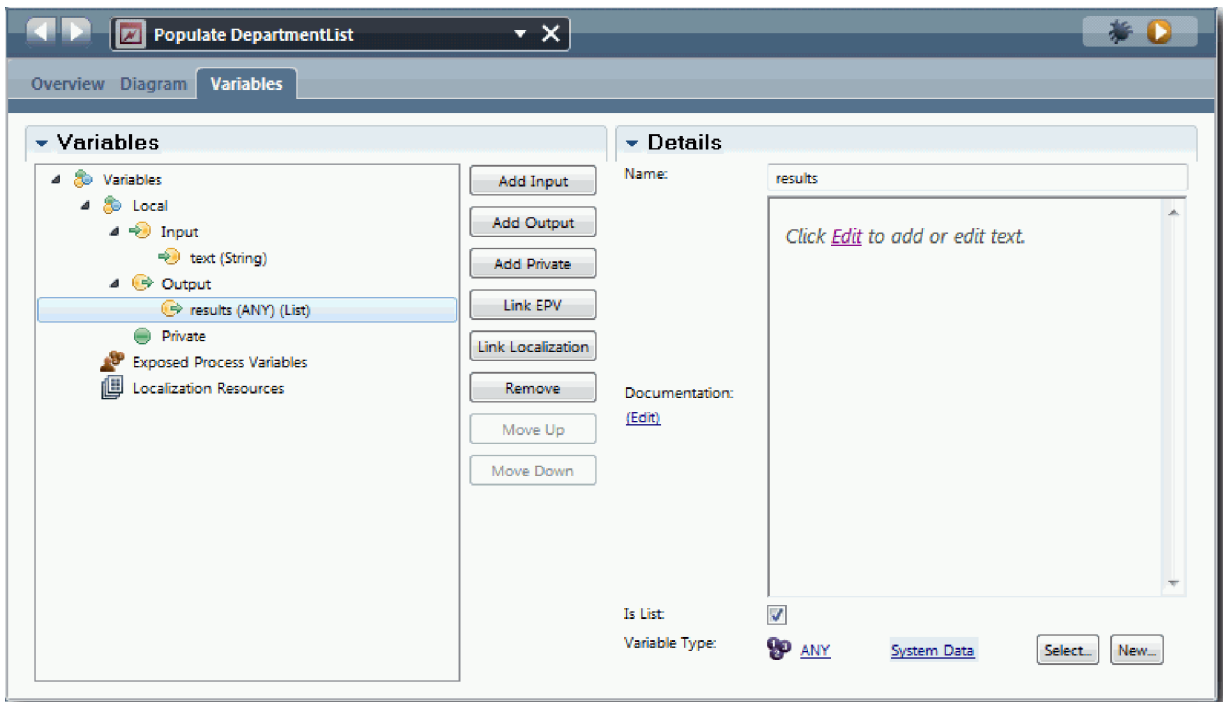 Populate DepartmentList
Overview Diagram Variables
Variables
Variables
Local
Input
text (String)
Output
results (ANY) (List)
Private
Exposed Process Variables
Localization Resources
Add Input
Add Output
Add Private
Link EPV
Link Localization
Remove
Move Up
Move Down
Details
Name: results
Click Edit to add or edit text.
Documentation:
(Edit)
Is List:
Variable Type: ANY System Data Select... New...